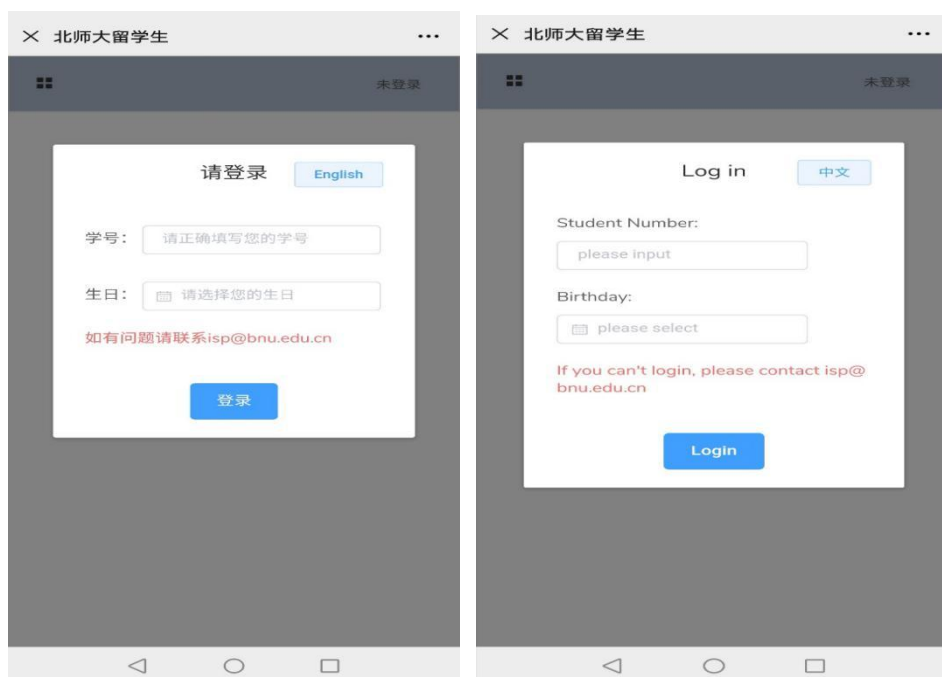 北师大留学生
未登录
请登录 English
学号： 请正确填写您的学号
生日： 请选择您的生日
如有问题请联系isp@bnu.edu.cn
登录
北师大留学生
未登录
Log in 中文
Student Number:
please input
Birthday:
please select
If you can't login, please contact isp@
bnu.edu.cn
Login